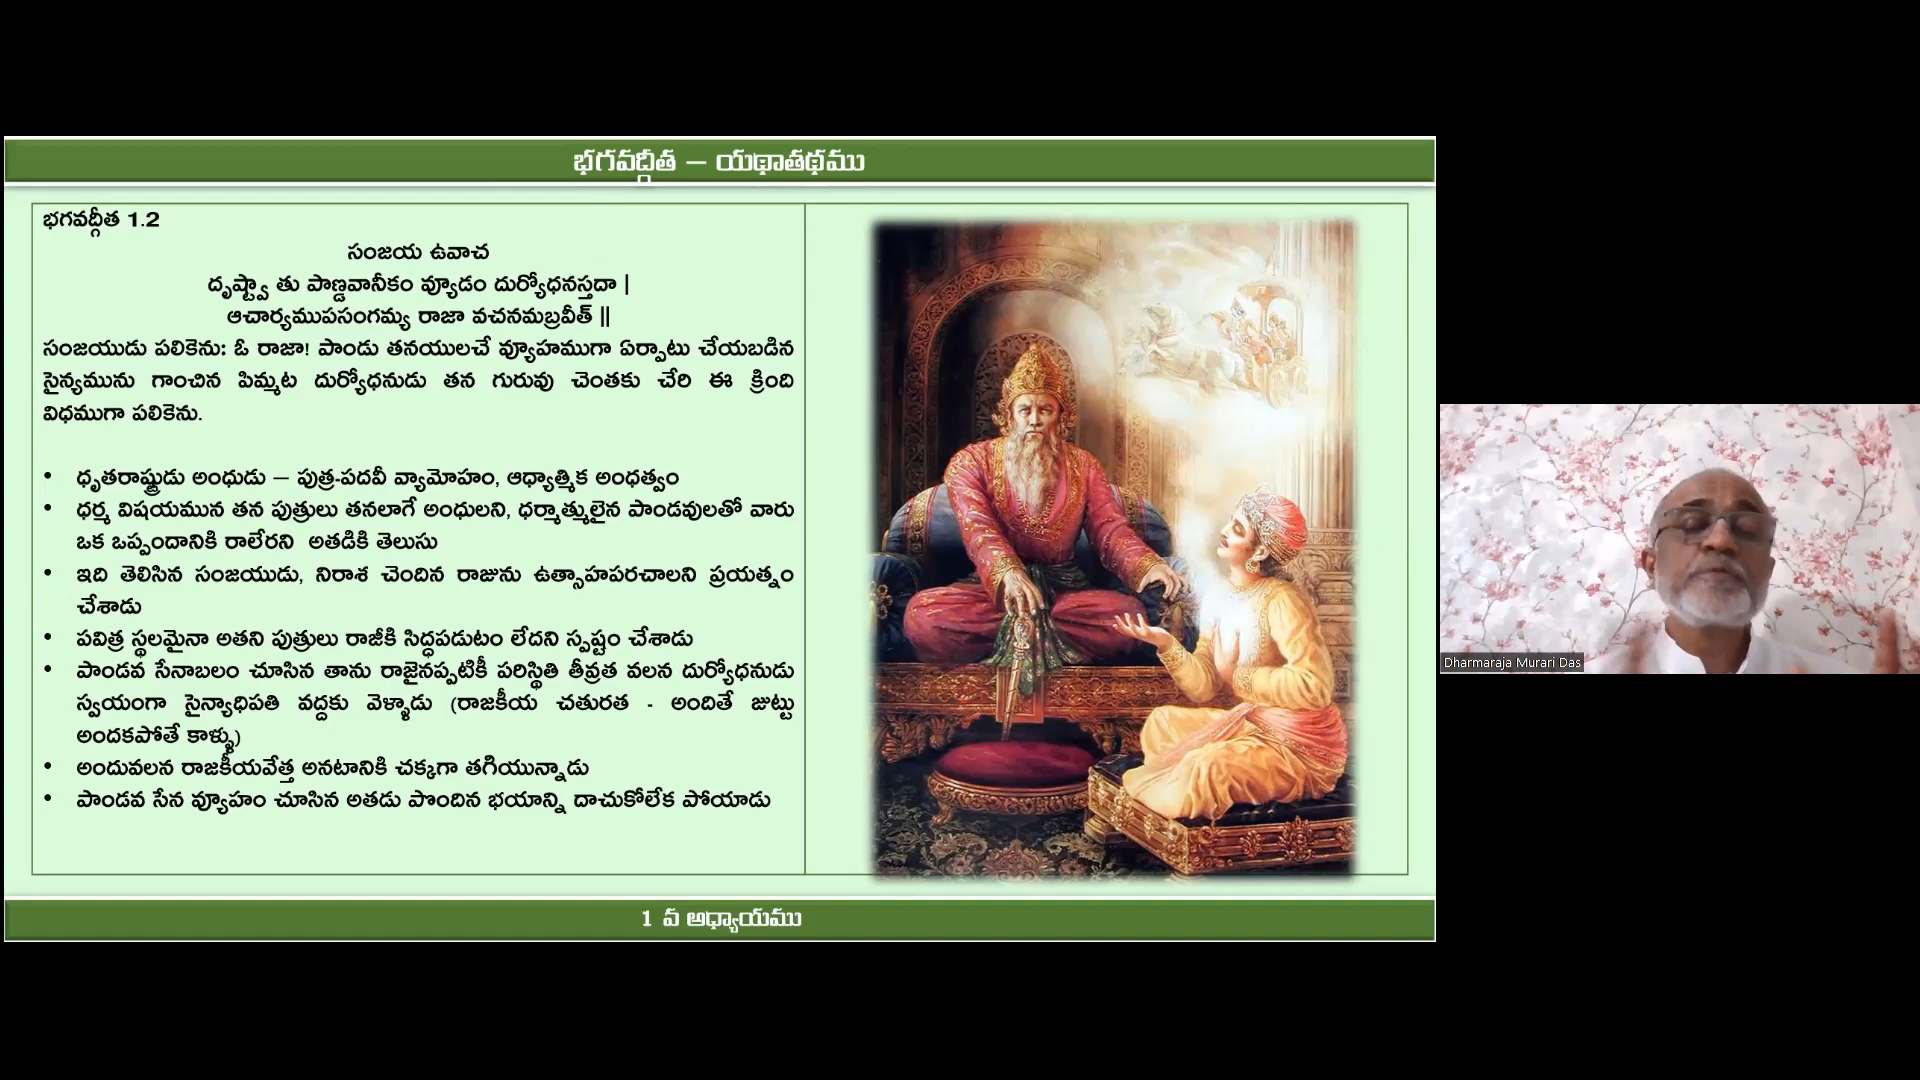 భగవద్గీత – యథాతథము
భగవద్గీత 1.2
సంజయ ఉవాచ
దృష్ట్వా తు పాణ్డవానీకం వ్యూడం దుర్యోధనస్తదా |
ఆచార్యముపసంగమ్య రాజా వచనమబ్రవీత్ ||
సంజయుడు పలికెను: ఓ రాజా! పాండు తనయులచే వ్యూహముగా ఏర్పాటు చేయబడిన
సైన్యమును గాంచిన పిమ్మట దుర్యోధనుడు తన గురువు చెంతకు చేరి ఈ క్రింది
విధముగా పలికెను.
• ధృతరాష్ట్రుడు అంధుడు – పుత్ర-పదవీ వ్యామోహం, ఆధ్యాత్మిక అంధత్వం
• ధర్మ విషయమున తన పుత్రులు తనలాగే అంధులని, ధర్మాత్ములైన పాండవులతో వారు
ఒక ఒప్పందానికి రాలేరని అతడికి తెలుసు
• ఇది తెలిసిన సంజయుడు, నిరాశ చెందిన రాజును ఉత్సాహపరచాలని ప్రయత్నం
చేశాడు
• పవిత్ర స్థలమైనా అతని పుత్రులు రాజీకి సిద్ధపడుటం లేదని స్పష్టం చేశాడు
• పాండవ సేనాబలం చూసిన తాను రాజైనప్పటికీ పరిస్థితి తీవ్రత వలన దుర్యోధనుడు
స్వయంగా సైన్యాధిపతి వద్దకు వెళ్ళాడు (రాజకీయ చతురత - అందితే జుట్టు
అందకపోతే కాళ్ళు)
• అందువలన రాజకీయవేత్త అనటానికి చక్కగా తగియున్నాడు
• పాండవ సేన వ్యూహం చూసిన అతడు పొందిన భయాన్ని దాచుకోలేక పోయాడు
1 వ అధ్యాయము
Dharmaraja Murari Das